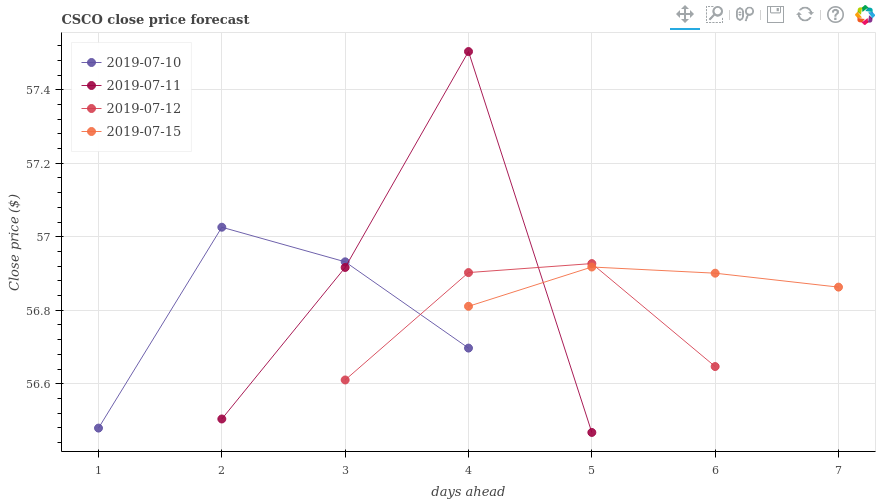 CSCO close price forecast
2019-07-10
2019-07-11
2019-07-12
2019-07-15
Close price ($)
57.4
57.2
57
56.8
56.6
1 2 3 4 5 6 7
days ahead